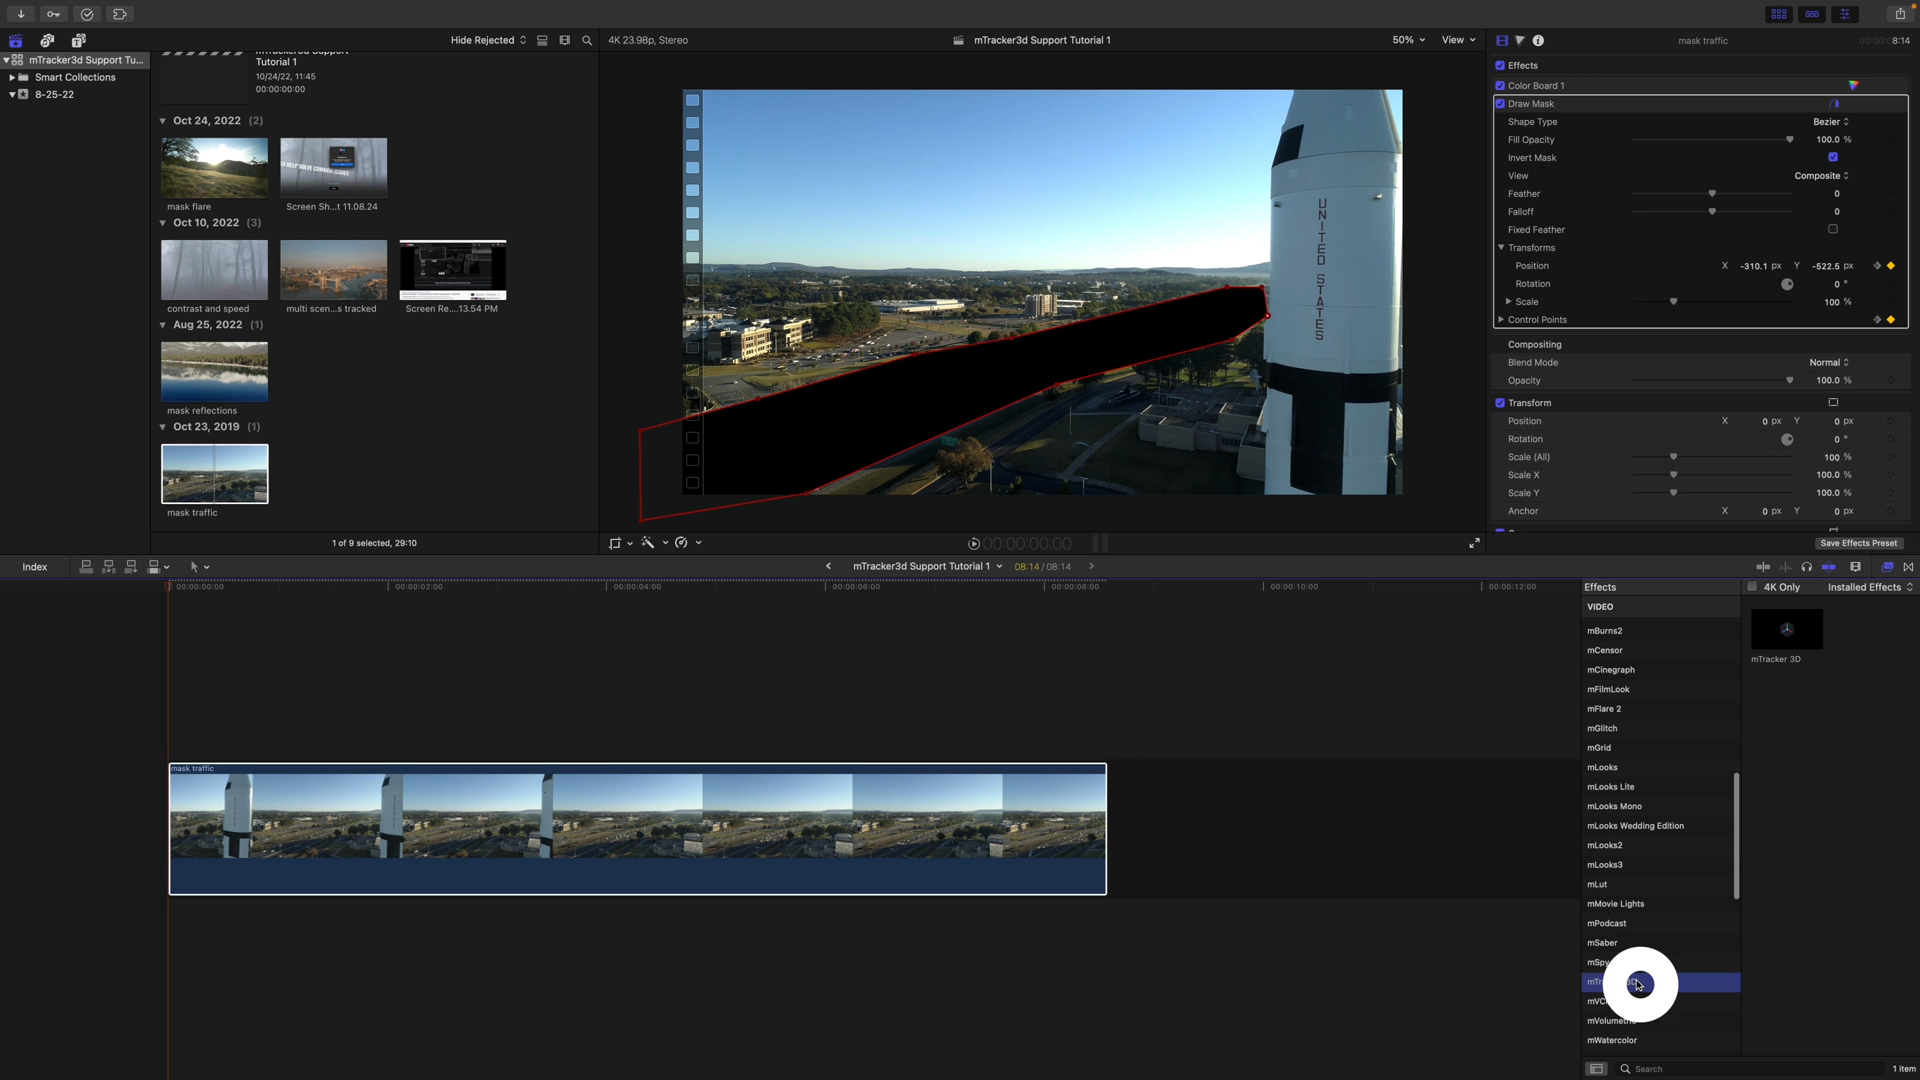 Hide Rejected
4K 23.98p, Stereo
mTracker3d Support Tutorial 1
50%
View
mask traffic
00:00:00:0 8:14
mTracker3d Support Tu...
Smart Collections
8-25-22
mTracker3d Support
Tutorial 1
10/24/22, 11:45
00:00:00:00
Oct 24, 2022 (2)
mask flare
Screen Sh...t 11.08.24
Oct 10, 2022 (3)
contrast and speed
multi scen...s tracked
Screen Re....13.54 PM
Aug 25, 2022 (1)
mask reflections
Oct 23, 2019 (1)
mask traffic
1 of 9 selected, 29:10
UNITED STATES
00:00:00:00
Effects
Color Board 1
Draw Mask
Shape Type Bezier
Fill Opacity 100.0 %
Invert Mask
View Composite
Feather 0
Falloff 0
Fixed Feather
Transforms
Position X -310.1 px Y -522.5 px
Rotation 0 °
Scale 100 %
Control Points
Compositing
Blend Mode Normal
Opacity 100.0 %
Transform
Position X 0 px Y 0 px
Rotation 0 °
Scale (All) 100 %
Scale X 100.0 %
Scale Y 100.0 %
Anchor X 0 px Y 0 px
Save Effects Preset
Index
mTracker3d Support Tutorial 1
08:14 / 08:14
00:00:00:00
00:00:02:00
00:00:04:00
00:00:06:00
00:00:08:00
00:00:10:00
00:00:12:00
mask traffic
Effects
4K Only
Installed Effects
VIDEO
mBurns2
mCensor
mCinegraph
mFilmLook
mFlare 2
mGlitch
mGrid
mLooks
mLooks Lite
mLooks Mono
mLooks Wedding Edition
mLooks2
mLooks3
mLut
mMovie Lights
mPodcast
mSaber
mWatercolor
mTracker 3D
Search
1 item